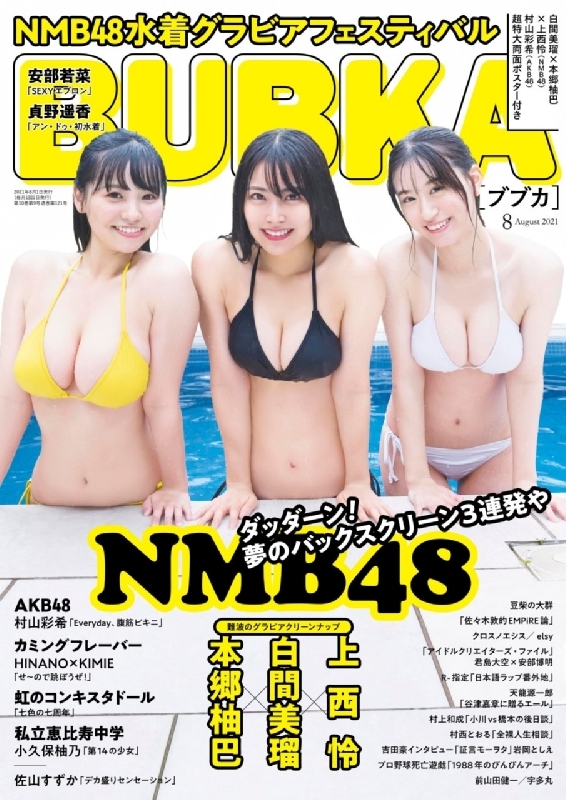 NMB48水着グラビアフェスティバル
BUBKA
[ブブカ]
8 August 2021
白間美瑠×本郷柚巴
×上西怜(NMB48)
村山彩希(AKB48)
超特大両面ポスター付き
安部若菜
「SEXYエプロン」
貞野遥香
「アン・ドゥ・初水着」
ダッダーン!
夢のバックスクリーン3連発や
NMB48
難波のグラビアクリーンナップ
上西怜
×
白間美瑠
×
本郷柚巴
AKB48
村山彩希「Everyday、腹筋ビキニ」
カミングフレーバー
HINANO×KIMIE
「せ〜ので跳ぼうぜ!」
虹のコンキスタドール
「七色の七周年」
私立恵比寿中学
小久保柚乃「第14の少女」
佐山すずか「デカ盛りセンセーション」
豆柴の大群
「佐々木敦的EMPiRE論」
クロスノエシス/elsy
「アイドルクリエイターズ・ファイル」
君島大空×安部博明
R-指定「日本語ラップ番外地」
天龍源一郎
「谷津嘉章に贈るエール」
村上和成「小川vs橋本の後日談」
村西とおる「全裸人生相談」
吉田豪インタビュー「証言モーヲタ」岩岡としえ
プロ野球死亡遊戯「1988年のぴんぴんアーチ」
前山田健一/宇多丸